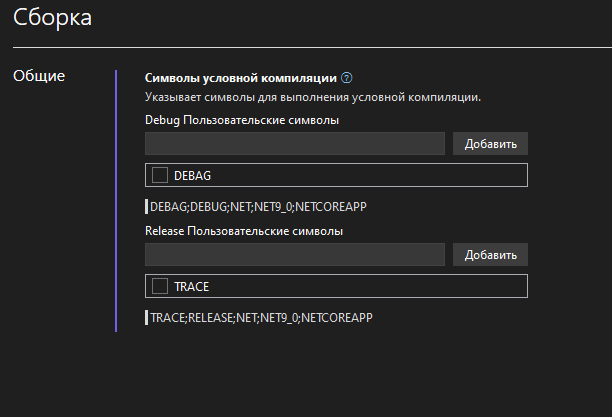 Сборка
Общие
Символы условной компиляции ?
Указывает символы для выполнения условной компиляции.
Debug Пользовательские символы
Добавить
DEBAG
DEBAG;DEBUG;NET;NET9_0;NETCOREAPP
Release Пользовательские символы
Добавить
TRACE
TRACE;RELEASE;NET;NET9_0;NETCOREAPP